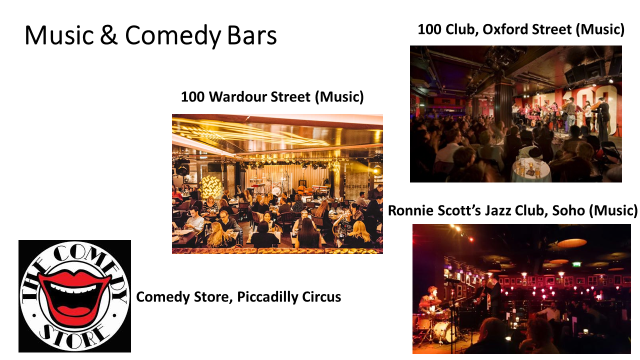 Music & Comedy Bars
100 Club, Oxford Street (Music)
100 Wardour Street (Music)
Ronnie Scott's Jazz Club, Soho (Music)
THE COMEDY
STORE
Comedy Store, Piccadilly Circus